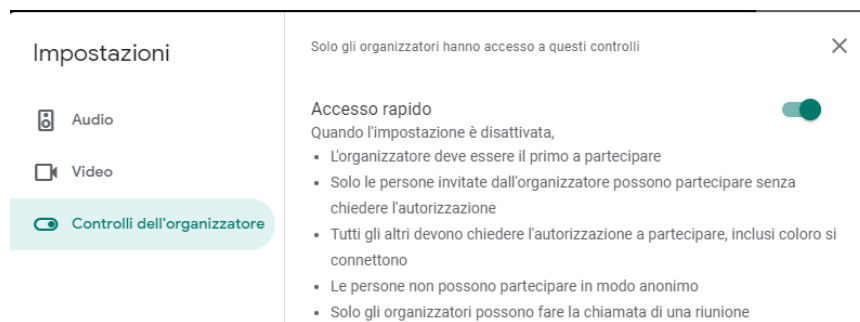 Impostazioni
Audio
Video
Controlli dell'organizzatore
Solo gli organizzatori hanno accesso a questi controlli
Accesso rapido
Quando l'impostazione è disattivata,
• L'organizzatore deve essere il primo a partecipare
• Solo le persone invitate dall'organizzatore possono partecipare senza
chiedere l'autorizzazione
• Tutti gli altri devono chiedere l'autorizzazione a partecipare, inclusi coloro si
connettono
• Le persone non possono partecipare in modo anonimo
• Solo gli organizzatori possono fare la chiamata di una riunione